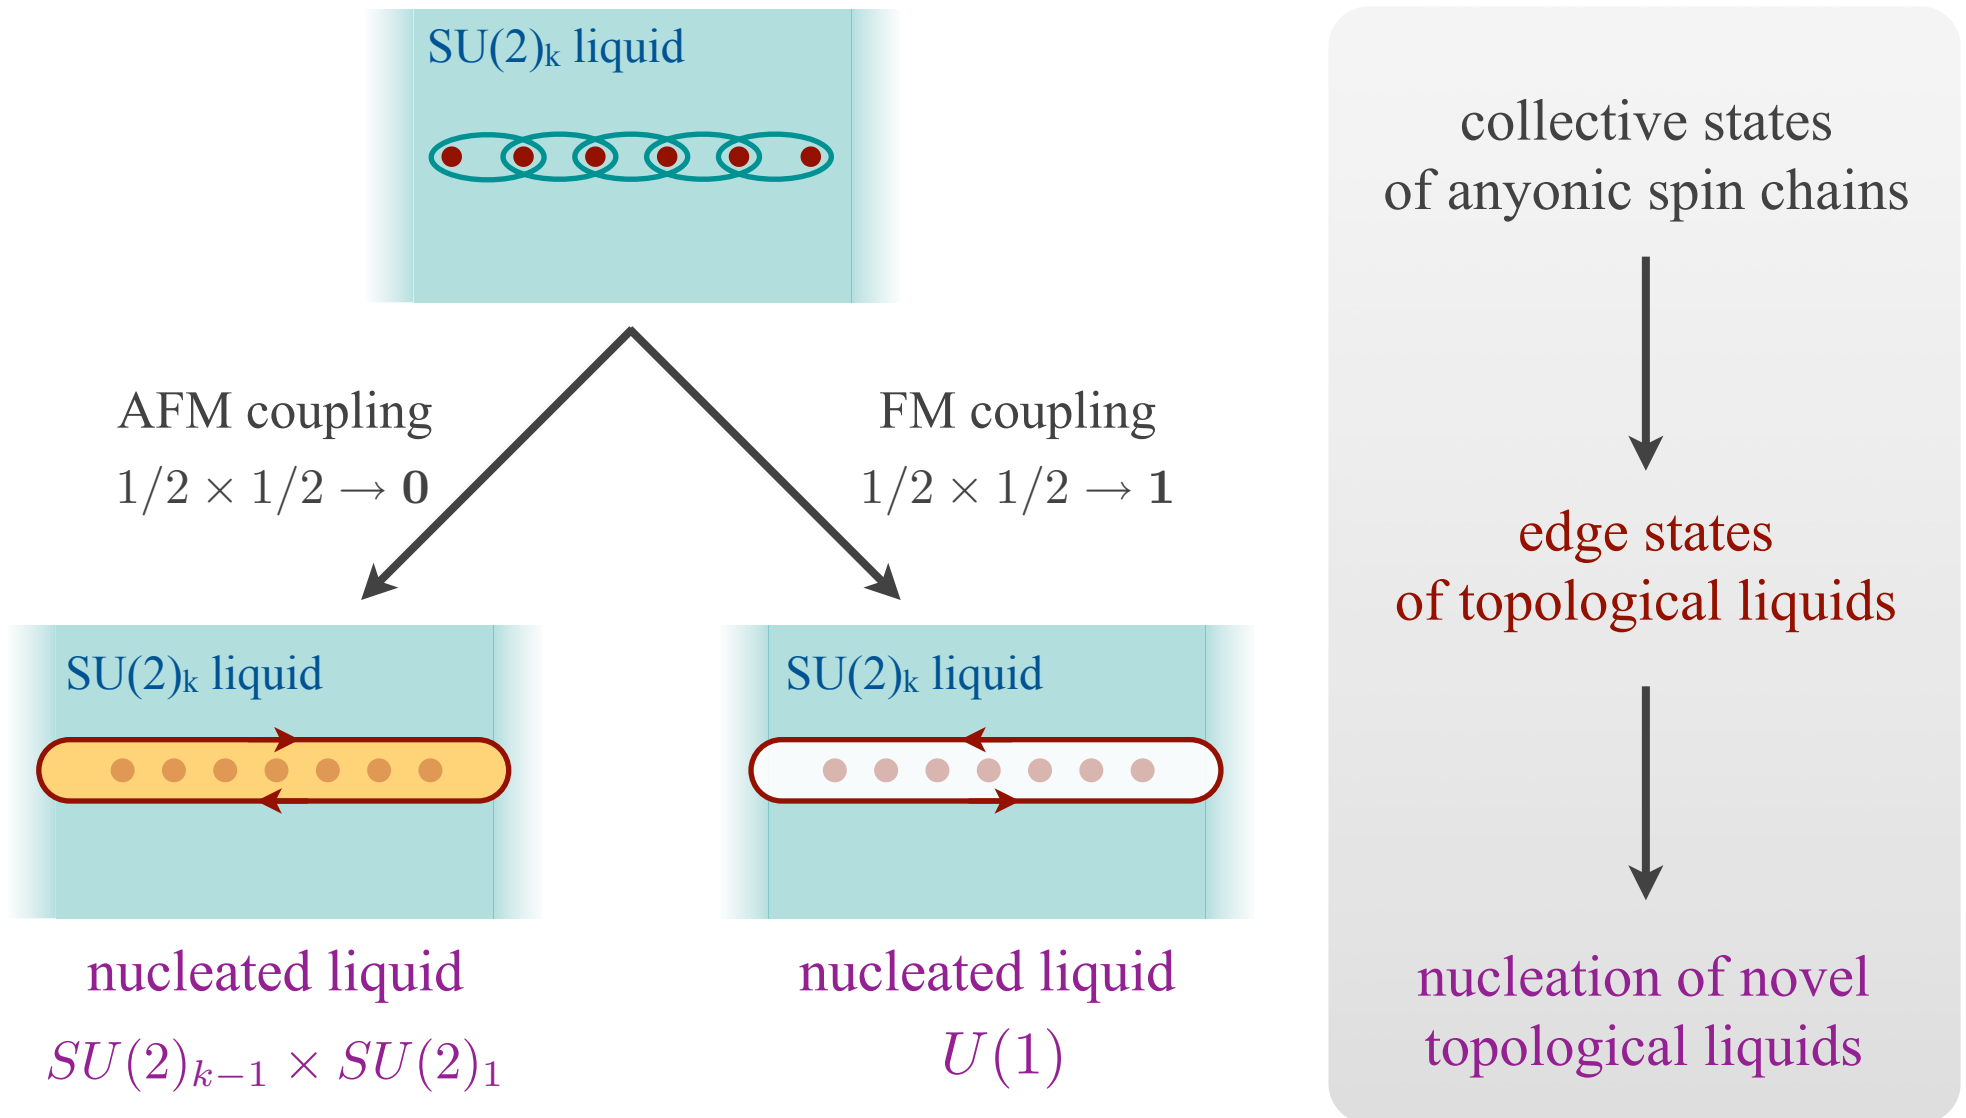 SU(2)ₖ liquid
AFM coupling
1/2 × 1/2 → 0
FM coupling
1/2 × 1/2 → 1
SU(2)ₖ liquid
SU(2)ₖ liquid
nucleated liquid
SU(2)ₖ₋₁ × SU(2)₁
nucleated liquid
U(1)
collective states
of anyonic spin chains
edge states
of topological liquids
nucleation of novel
topological liquids